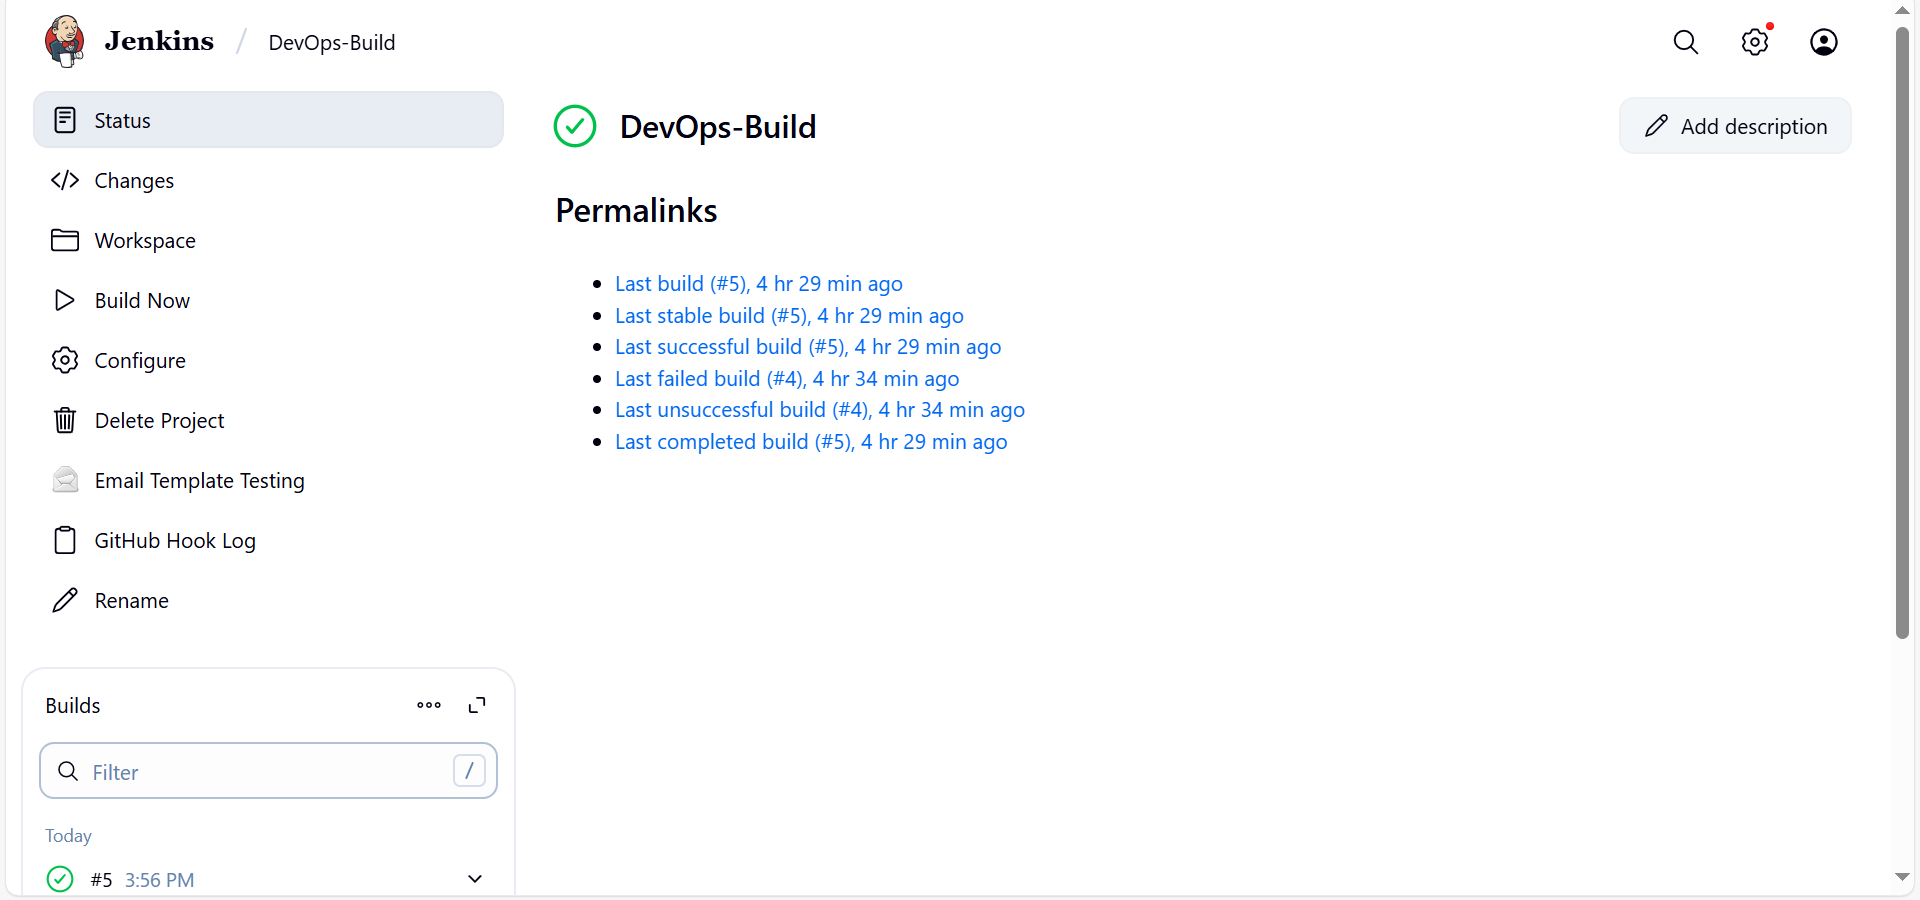 Jenkins / DevOps-Build
Status
Changes
Workspace
Build Now
Configure
Delete Project
Email Template Testing
GitHub Hook Log
Rename
Builds
Filter /
Today
#5 3:56 PM
DevOps-Build
Add description
Permalinks
Last build (#5), 4 hr 29 min ago
Last stable build (#5), 4 hr 29 min ago
Last successful build (#5), 4 hr 29 min ago
Last failed build (#4), 4 hr 34 min ago
Last unsuccessful build (#4), 4 hr 34 min ago
Last completed build (#5), 4 hr 29 min ago